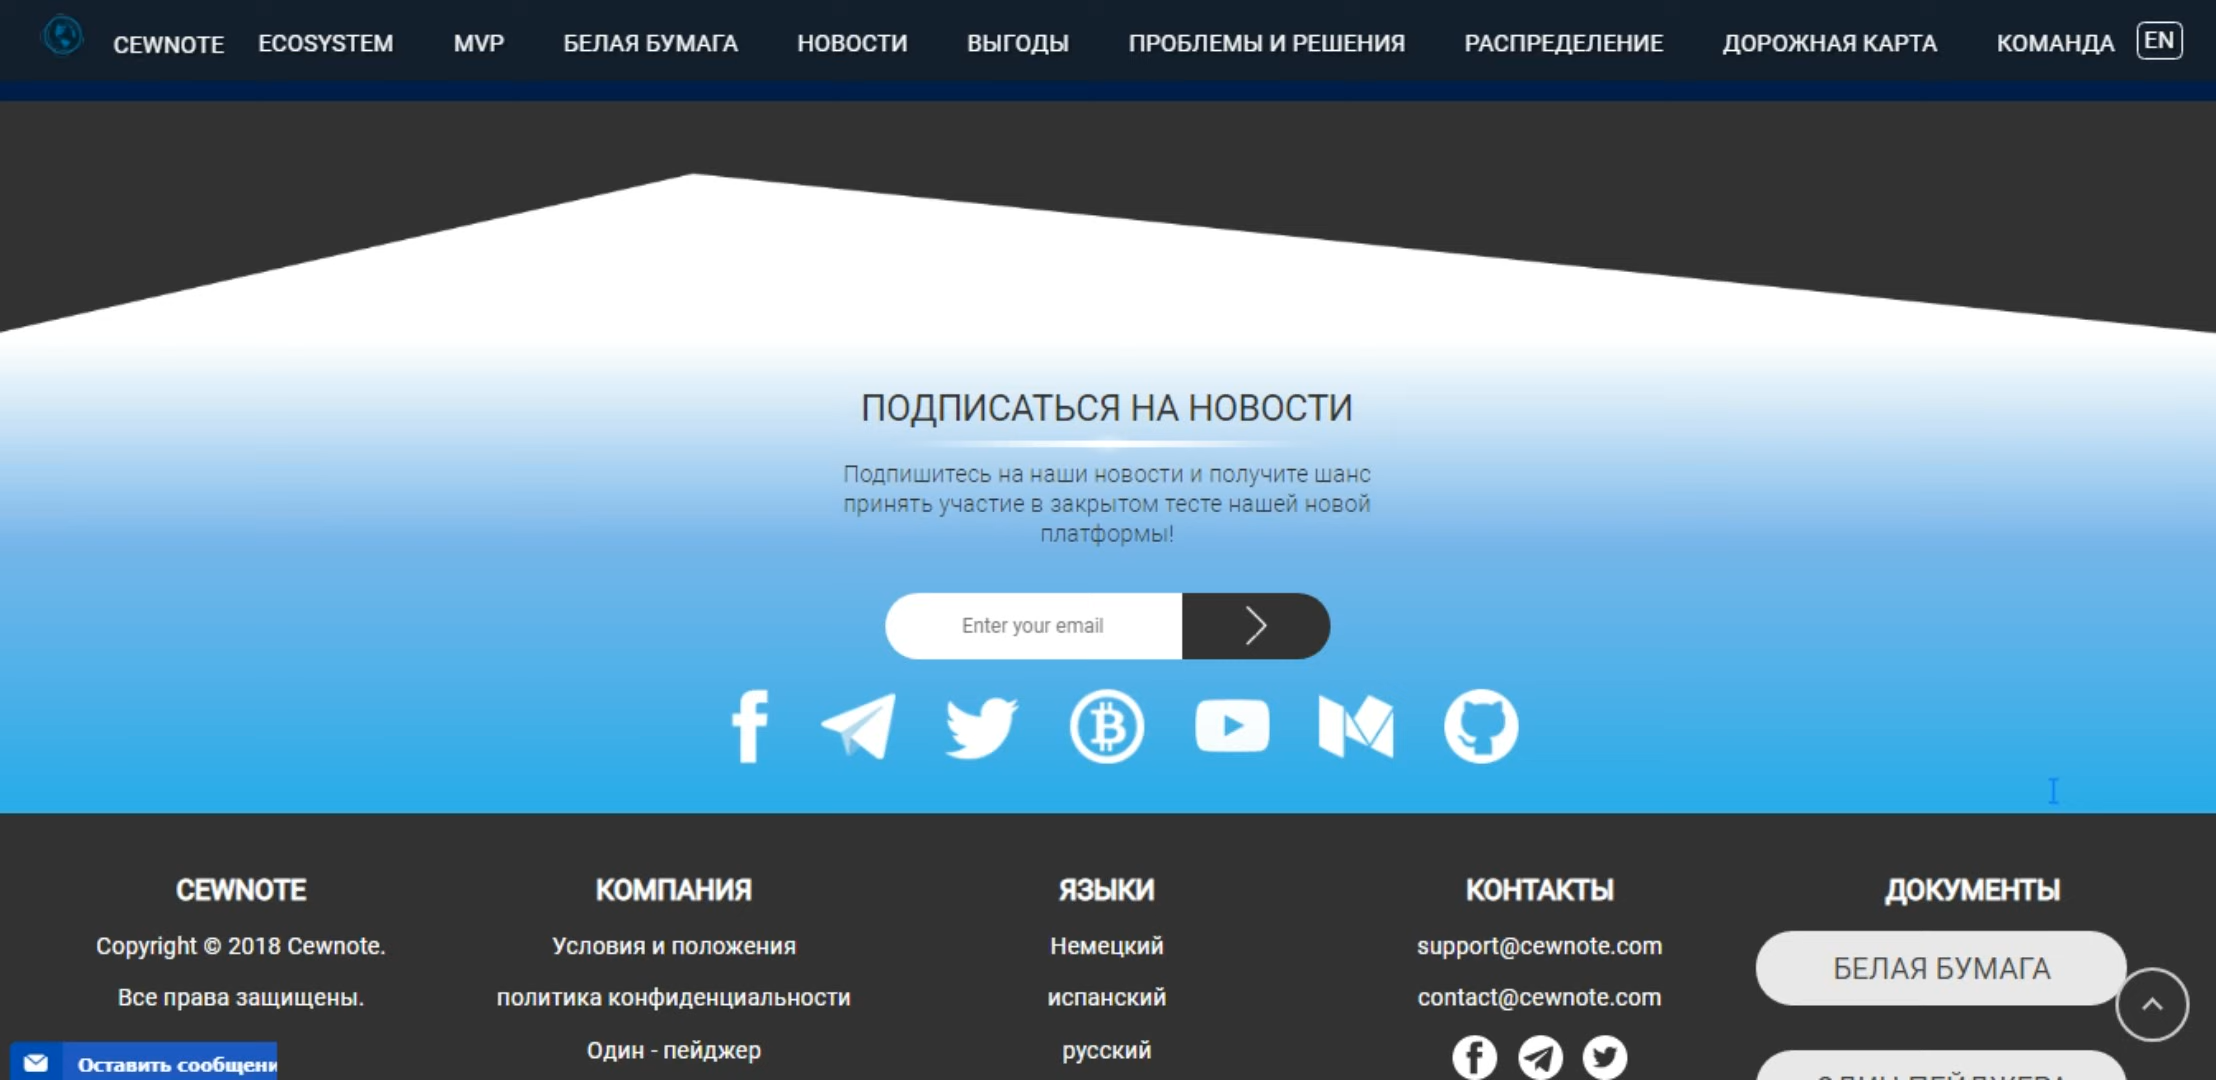 CEWNOTE ECOSYSTEM MVP БЕЛАЯ БУМАГА НОВОСТИ ВЫГОДЫ ПРОБЛЕМЫ И РЕШЕНИЯ РАСПРЕДЕЛЕНИЕ ДОРОЖНАЯ КАРТА КОМАНДА EN
ПОДПИСАТЬСЯ НА НОВОСТИ
Подпишитесь на наши новости и получите шанс
принять участие в закрытом тесте нашей новой
платформы!
Enter your email
CEWNOTE
Copyright © 2018 Cewnote.
Все права защищены.
КОМПАНИЯ
Условия и положения
политика конфиденциальности
Один - пейджер
ЯЗЫКИ
Немецкий
испанский
русский
КОНТАКТЫ
support@cewnote.com
contact@cewnote.com
ДОКУМЕНТЫ
БЕЛАЯ БУМАГА
Оставить сообщени